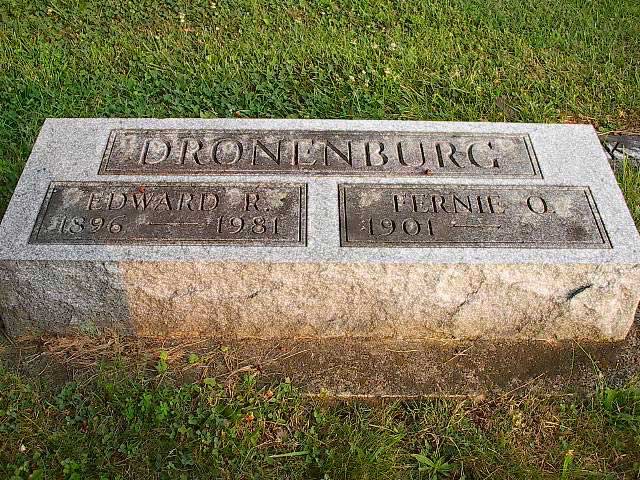 DRONENBURG
EDWARD R.
1896 — 1981
FERNIE O.
1901 —